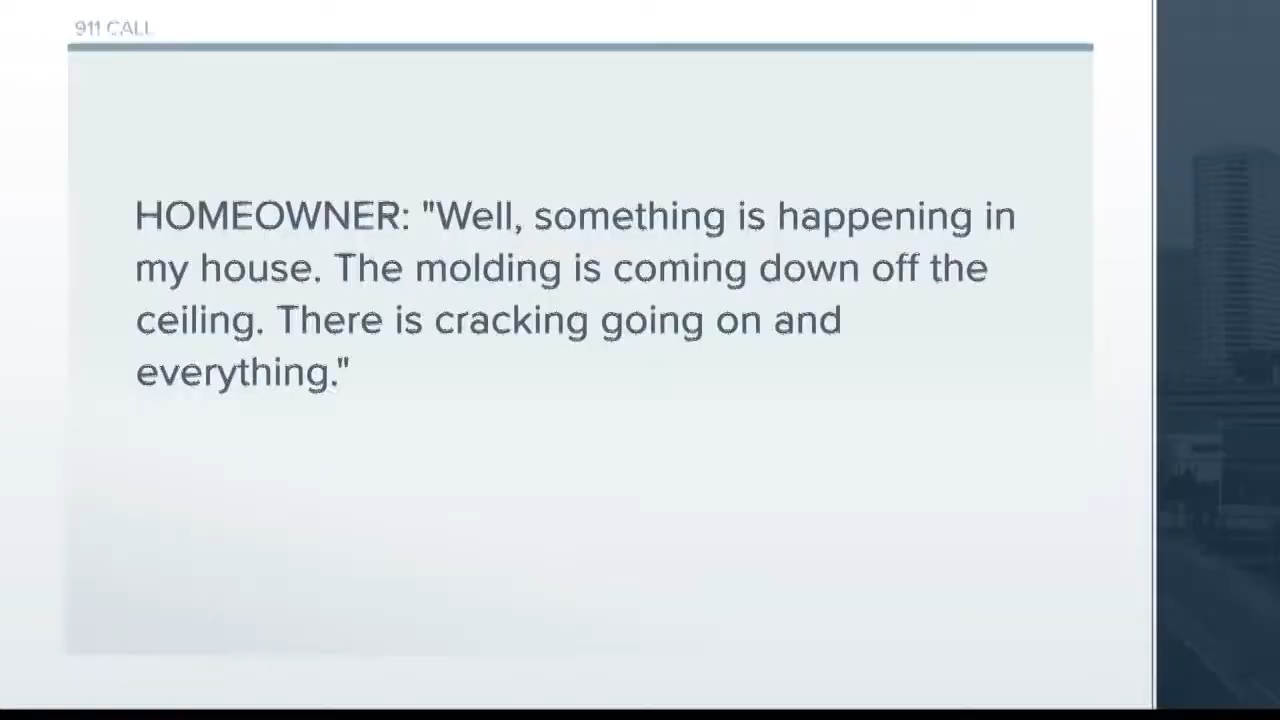 911 CALL
HOMEOWNER: "Well, something is happening in
my house. The molding is coming down off the
ceiling. There is cracking going on and
everything."